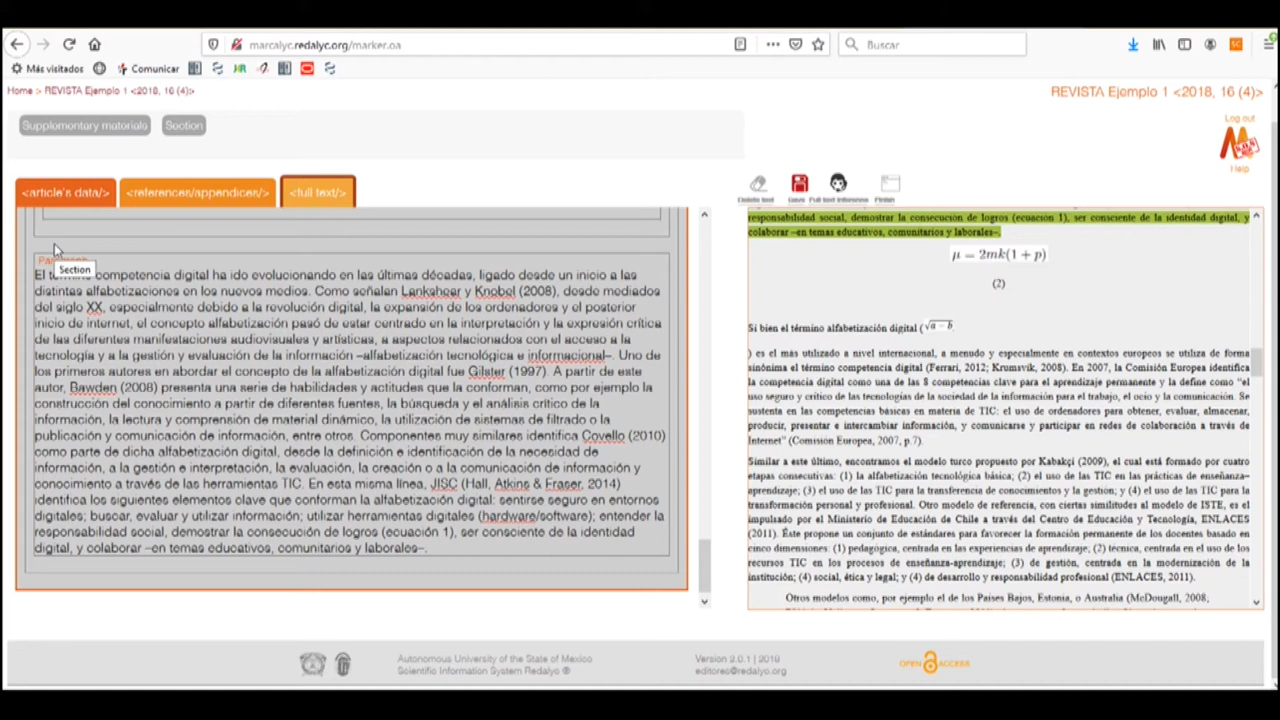 marcalyc.redalyc.org/marker.oa
Buscar
Más visitados
Comunicar
Home > REVISTA Ejemplo 1 <2018, 16 (4)>
REVISTA Ejemplo 1 <2018, 16 (4)>
Supplementary materials
Section
Log out
Help
<article's data/>
<references/appendices/>
<full text/>
Save
Full text inference
Finish
Section
El término competencia digital ha ido evolucionando en las últimas décadas, ligado desde un inicio a las
distintas alfabetizaciones en los nuevos medios. Como señalan Lankshear y Knobel (2008), desde mediados
del siglo XX, especialmente debido a la revolución digital, la expansión de los ordenadores y el posterior
inicio de internet, el concepto alfabetización pasó de estar centrado en la interpretación y la expresión crítica
de las diferentes manifestaciones audiovisuales y artísticas, a aspectos relacionados con el acceso a la
tecnología y a la gestión y evaluación de la información –alfabetización tecnológica e informacional–. Uno de
los primeros autores en abordar el concepto de la alfabetización digital fue Gilster (1997). A partir de este
autor, Bawden (2008) presenta una serie de habilidades y actitudes que la conforman, como por ejemplo la
construcción del conocimiento a partir de diferentes fuentes, la búsqueda y el análisis crítico de la
información, la lectura y comprensión de material dinámico, la utilización de sistemas de filtrado o la
publicación y comunicación de información, entre otros. Componentes muy similares identifica Covello (2010)
como parte de dicha alfabetización digital, desde la definición e identificación de la necesidad de
información, a la gestión e interpretación, la evaluación, la creación o a la comunicación de información y
conocimiento a través de las herramientas TIC. En esta misma línea, JISC (Hall, Atkins & Fraser, 2014)
identifica los siguientes elementos clave que conforman la alfabetización digital: sentirse seguro en entornos
digitales; buscar, evaluar y utilizar información; utilizar herramientas digitales (hardware/software); entender la
responsabilidad social, demostrar la consecución de logros (ecuación 1), ser consciente de la identidad
digital, y colaborar –en temas educativos, comunitarios y laborales–.
responsabilidad social, demostrar la consecución de logros (ecuación 1), ser consciente de la identidad digital, y
colaborar –en temas educativos, comunitarios y laborales–.
μ = 2mk(1 + p)
(2)
Si bien el término alfabetización digital (√a − b
) es el más utilizado a nivel internacional, a menudo y especialmente en contextos europeos se utiliza de forma
sinónima el término competencia digital (Ferrari, 2012; Krumsvik, 2008). En 2007, la Comisión Europea identifica
la competencia digital como una de las 8 competencias clave para el aprendizaje permanente y la define como "el
uso seguro y crítico de las tecnologías de la sociedad de la información para el trabajo, el ocio y la comunicación. Se
sustenta en las competencias básicas en materia de TIC: el uso de ordenadores para obtener, evaluar, almacenar,
producir, presentar e intercambiar información, y comunicarse y participar en redes de colaboración a través de
Internet" (Comisión Europea, 2007, p.7).
Similar a este último, encontramos el modelo turco propuesto por Kabakçi (2009), el cual está formado por cuatro
etapas consecutivas: (1) la alfabetización tecnológica básica; (2) el uso de las TIC en las prácticas de enseñanza-
aprendizaje; (3) el uso de las TIC para la transferencia de conocimientos y la gestión; y (4) el uso de las TIC para la
transformación personal y profesional. Otro modelo de referencia, con ciertas similitudes al modelo de ISTE, es el
impulsado por el Ministerio de Educación de Chile a través del Centro de Educación y Tecnología, ENLACES
(2011). Éste propone un conjunto de estándares para favorecer la formación permanente de los docentes basado en
cinco dimensiones: (1) pedagógica, centrada en las experiencias de aprendizaje; (2) técnica, centrada en el uso de los
recursos TIC en los procesos de enseñanza-aprendizaje; (3) de gestión, centrada en la modernización de la
institución; (4) social, ética y legal; y (4) de desarrollo y responsabilidad profesional (ENLACES, 2011).
Otros modelos como, por ejemplo el de los Países Bajos, Estonia, o Australia (McDougall, 2008;
Autonomous University of the State of Mexico
Scientific Information System Redalyc ®
Version 2.0.1 | 2019
editores@redalyc.org
OPEN ACCESS